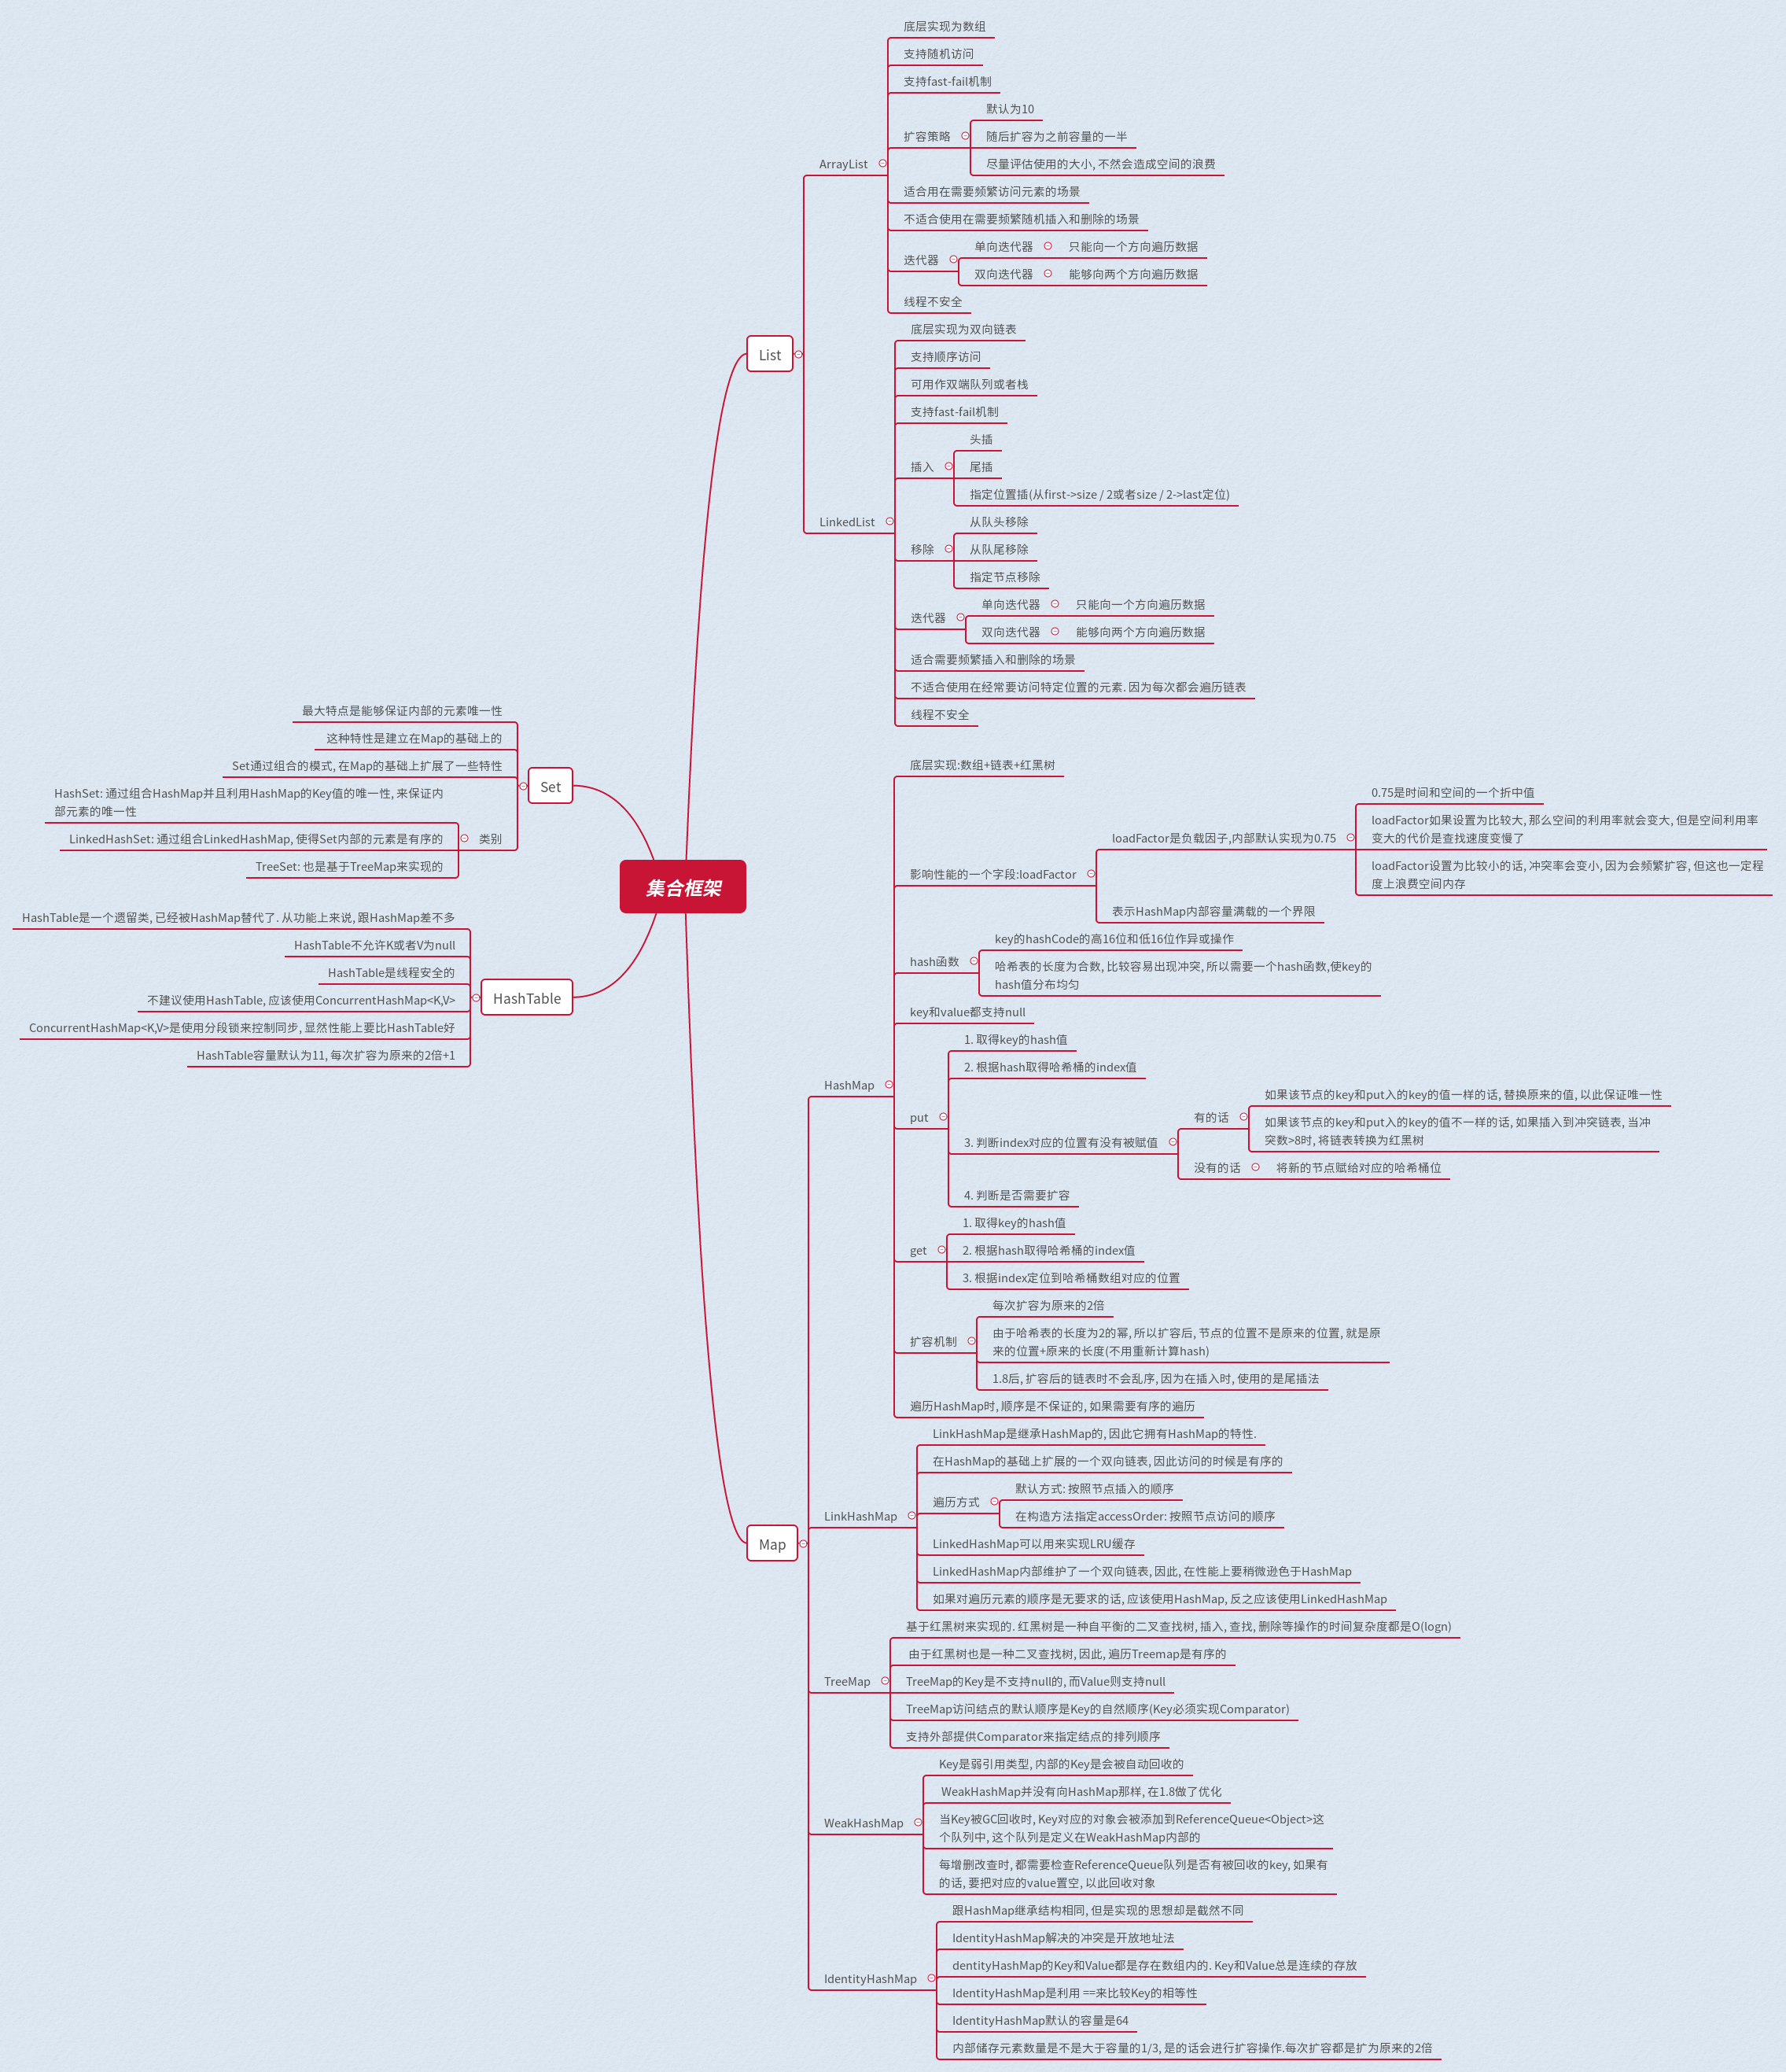 集合框架
List
ArrayList
底层实现为数组
支持随机访问
支持fast-fail机制
扩容策略
默认为10
随后扩容为之前容量的一半
尽量评估使用的大小, 不然会造成空间的浪费
适合用在需要频繁访问元素的场景
不适合使用在需要频繁随机插入和删除的场景
迭代器
单向迭代器
只能向一个方向遍历数据
双向迭代器
能够向两个方向遍历数据
线程不安全
LinkedList
底层实现为双向链表
支持顺序访问
可用作双端队列或者栈
支持fast-fail机制
插入
头插
尾插
指定位置插(从first->size / 2或者size / 2->last定位)
移除
从队头移除
从队尾移除
指定节点移除
迭代器
单向迭代器
只能向一个方向遍历数据
双向迭代器
能够向两个方向遍历数据
适合需要频繁插入和删除的场景
不适合使用在经常要访问特定位置的元素. 因为每次都会遍历链表
线程不安全
Map
HashMap
底层实现:数组+链表+红黑树
影响性能的一个字段:loadFactor
loadFactor是负载因子,内部默认实现为0.75
0.75是时间和空间的一个折中值
loadFactor如果设置为比较大, 那么空间的利用率就会变大, 但是空间利用率
变大的代价是查找速度变慢了
loadFactor设置为比较小的话, 冲突率会变小, 因为会频繁扩容, 但这也一定程
度上浪费空间内存
表示HashMap内部容量满载的一个界限
hash函数
key的hashCode的高16位和低16位作异或操作
哈希表的长度为合数, 比较容易出现冲突, 所以需要一个hash函数,使key的
hash值分布均匀
key和value都支持null
put
1. 取得key的hash值
2. 根据hash取得哈希桶的index值
3. 判断index对应的位置有没有被赋值
有的话
如果该节点的key和put入的key的值一样的话, 替换原来的值, 以此保证唯一性
如果该节点的key和put入的key的值不一样的话, 如果插入到冲突链表, 当冲
突数>8时, 将链表转换为红黑树
没有的话
将新的节点赋给对应的哈希桶位
4. 判断是否需要扩容
get
1. 取得key的hash值
2. 根据hash取得哈希桶的index值
3. 根据index定位到哈希桶数组对应的位置
扩容机制
每次扩容为原来的2倍
由于哈希表的长度为2的幂, 所以扩容后, 节点的位置不是原来的位置, 就是原
来的位置+原来的长度(不用重新计算hash)
1.8后, 扩容后的链表时不会乱序, 因为在插入时, 使用的是尾插法
遍历HashMap时, 顺序是不保证的, 如果需要有序的遍历
LinkHashMap
LinkHashMap是继承HashMap的, 因此它拥有HashMap的特性.
在HashMap的基础上扩展的一个双向链表, 因此访问的时候是有序的
遍历方式
默认方式: 按照节点插入的顺序
在构造方法指定accessOrder: 按照节点访问的顺序
LinkedHashMap可以用来实现LRU缓存
LinkedHashMap内部维护了一个双向链表, 因此, 在性能上要稍微逊色于HashMap
如果对遍历元素的顺序是无要求的话, 应该使用HashMap, 反之应该使用LinkedHashMap
TreeMap
基于红黑树来实现的. 红黑树是一种自平衡的二叉查找树, 插入, 查找, 删除等操作的时间复杂度都是O(logn)
由于红黑树也是一种二叉查找树, 因此, 遍历Treemap是有序的
TreeMap的Key是不支持null的, 而Value则支持null
TreeMap访问结点的默认顺序是Key的自然顺序(Key必须实现Comparator)
支持外部提供Comparator来指定结点的排列顺序
WeakHashMap
Key是弱引用类型, 内部的Key是会被自动回收的
WeakHashMap并没有向HashMap那样, 在1.8做了优化
当Key被GC回收时, Key对应的对象会被添加到ReferenceQueue<Object>这
个队列中, 这个队列是定义在WeakHashMap内部的
每增删改查时, 都需要检查ReferenceQueue队列是否有被回收的key, 如果有
的话, 要把对应的value置空, 以此回收对象
IdentityHashMap
跟HashMap继承结构相同, 但是实现的思想却是截然不同
IdentityHashMap解决的冲突是开放地址法
dentityHashMap的Key和Value都是存在数组内的. Key和Value总是连续的存放
IdentityHashMap是利用 ==来比较Key的相等性
IdentityHashMap默认的容量是64
内部储存元素数量是不是大于容量的1/3, 是的话会进行扩容操作.每次扩容都是扩为原来的2倍
Set
最大特点是能够保证内部的元素唯一性
这种特性是建立在Map的基础上的
Set通过组合的模式, 在Map的基础上扩展了一些特性
类别
HashSet: 通过组合HashMap并且利用HashMap的Key值的唯一性, 来保证内
部元素的唯一性
LinkedHashSet: 通过组合LinkedHashMap, 使得Set内部的元素是有序的
TreeSet: 也是基于TreeMap来实现的
HashTable
HashTable是一个遗留类, 已经被HashMap替代了. 从功能上来说, 跟HashMap差不多
HashTable不允许K或者V为null
HashTable是线程安全的
不建议使用HashTable, 应该使用ConcurrentHashMap<K,V>
ConcurrentHashMap<K,V>是使用分段锁来控制同步, 显然性能上要比HashTable好
HashTable容量默认为11, 每次扩容为原来的2倍+1